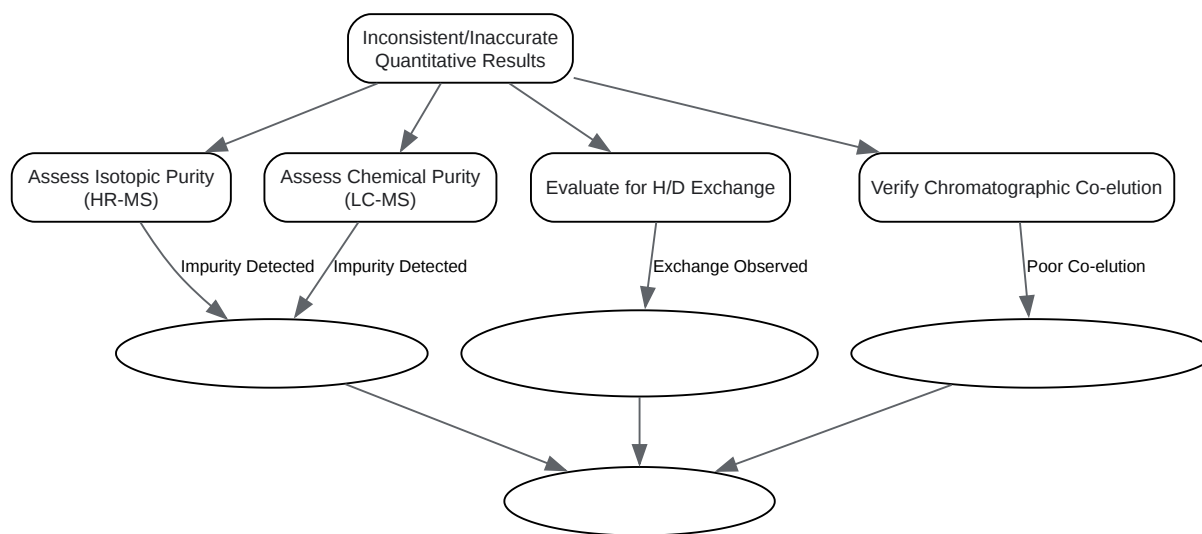 Inconsistent/Inaccurate
Quantitative Results
Assess Isotopic Purity
(HR-MS)
Assess Chemical Purity
(LC-MS)
Evaluate for H/D Exchange
Verify Chromatographic Co-elution
Impurity Detected
Impurity Detected
Exchange Observed
Poor Co-elution